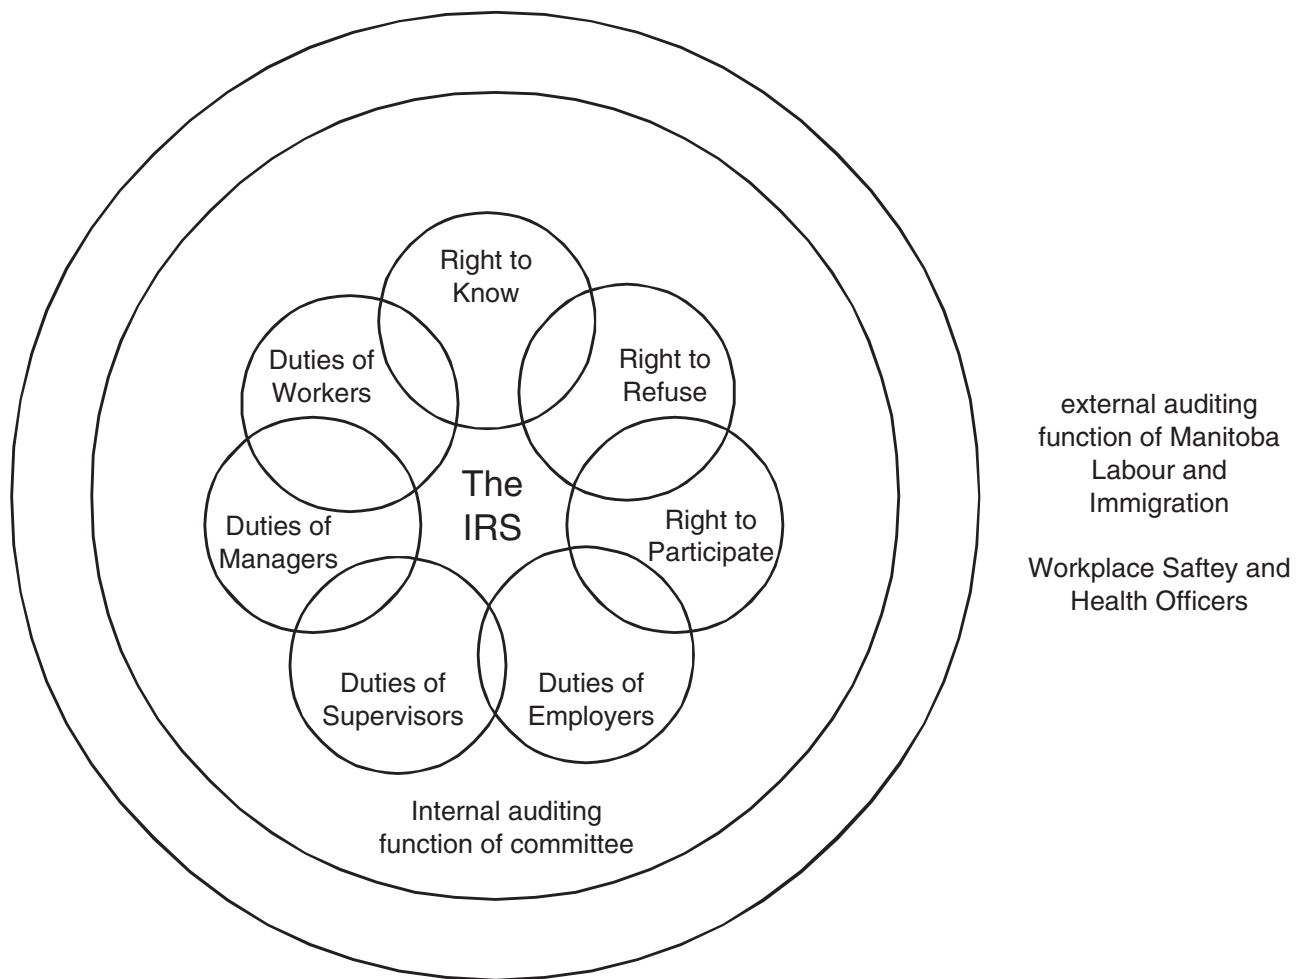 Right to
Know
Duties of
Workers
Right to
Refuse
The
IRS
Duties of
Managers
Right to
Participate
Duties of
Supervisors
Duties of
Employers
Internal auditing
function of committee
external auditing
function of Manitoba
Labour and
Immigration
Workplace Saftey and
Health Officers